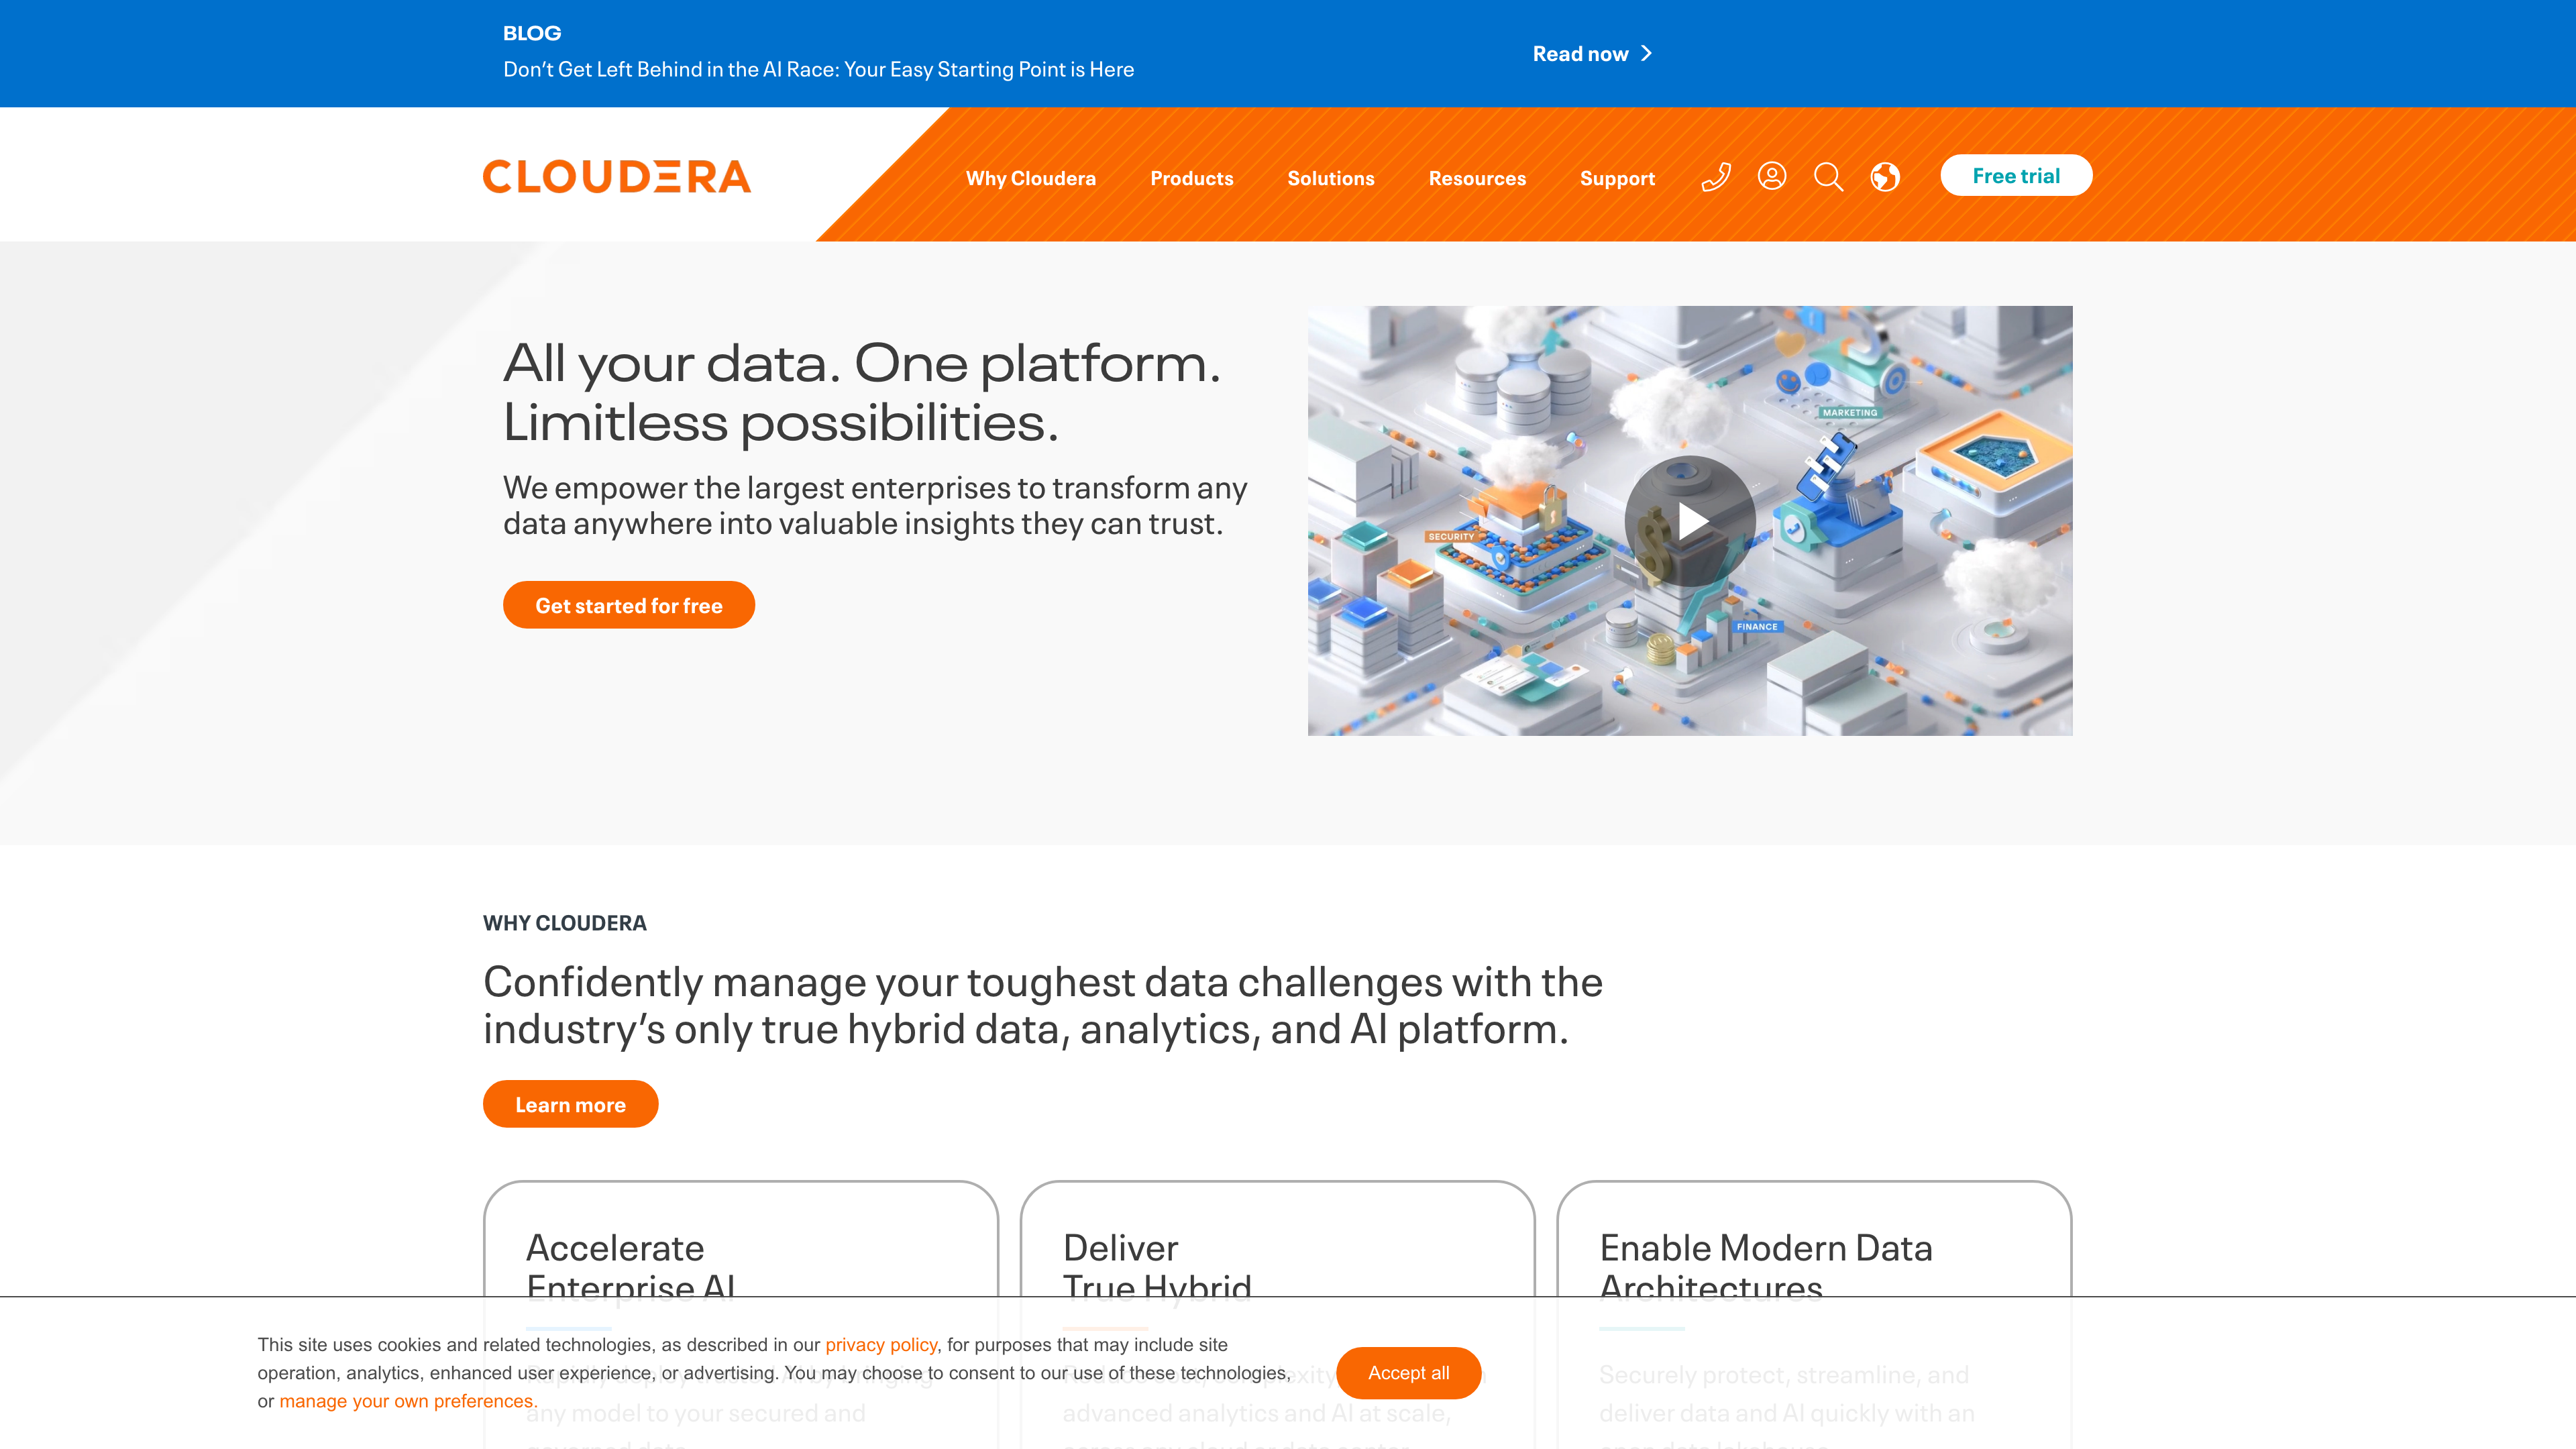 BLOG
Don't Get Left Behind in the AI Race: Your Easy Starting Point is Here
Read now
CLOUDERA
Why Cloudera
Products
Solutions
Resources
Support
Free trial
All your data. One platform.
Limitless possibilities.
We empower the largest enterprises to transform any
data anywhere into valuable insights they can trust.
Get started for free
MARKETING
SECURITY
FINANCE
WHY CLOUDERA
Confidently manage your toughest data challenges with the
industry's only true hybrid data, analytics, and AI platform.
Learn more
Accelerate
Enterprise AI
Deliver
True Hybrid
Enable Modern Data
Architectures
This site uses cookies and related technologies, as described in our privacy policy, for purposes that may include site
operation, analytics, enhanced user experience, or advertising. You may choose to consent to our use of these technologies,
or manage your own preferences.
Accept all
any model to your secured and
advanced analytics and AI at scale,
Securely protect, streamline, and
deliver data and AI quickly with an